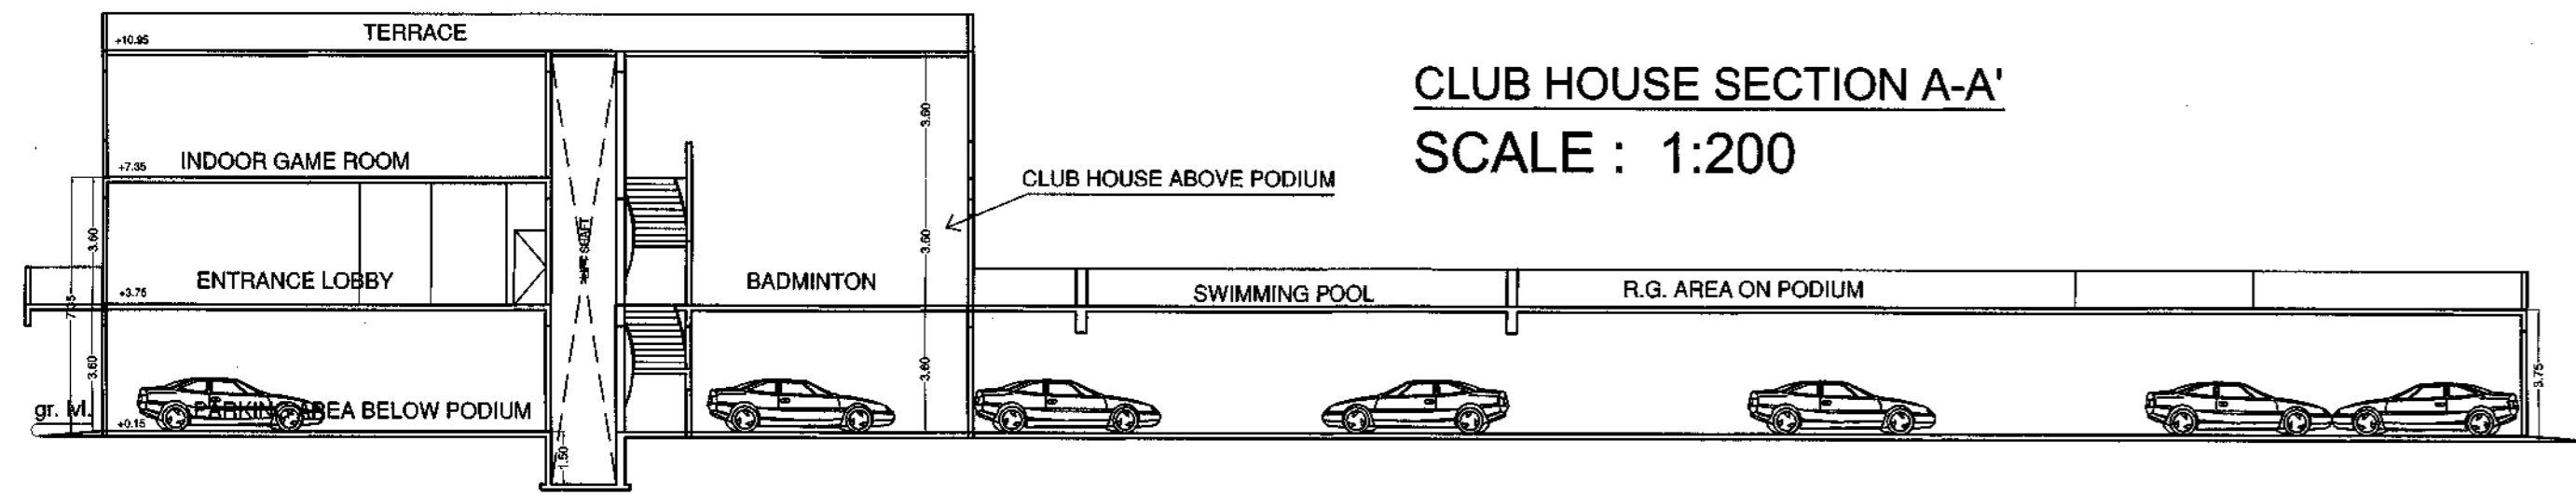 TERRACE
+10.95
CLUB HOUSE SECTION A-A'
SCALE : 1:200
3.60
INDOOR GAME ROOM
+7.35
CLUB HOUSE ABOVE PODIUM
3.60
3.60
ENTRANCE LOBBY
+3.75
BADMINTON
SWIMMING POOL
R.G. AREA ON PODIUM
7.35
3.60
3.60
3.75
gr. lvl.
PARKING AREA BELOW PODIUM
+0.15
1.50